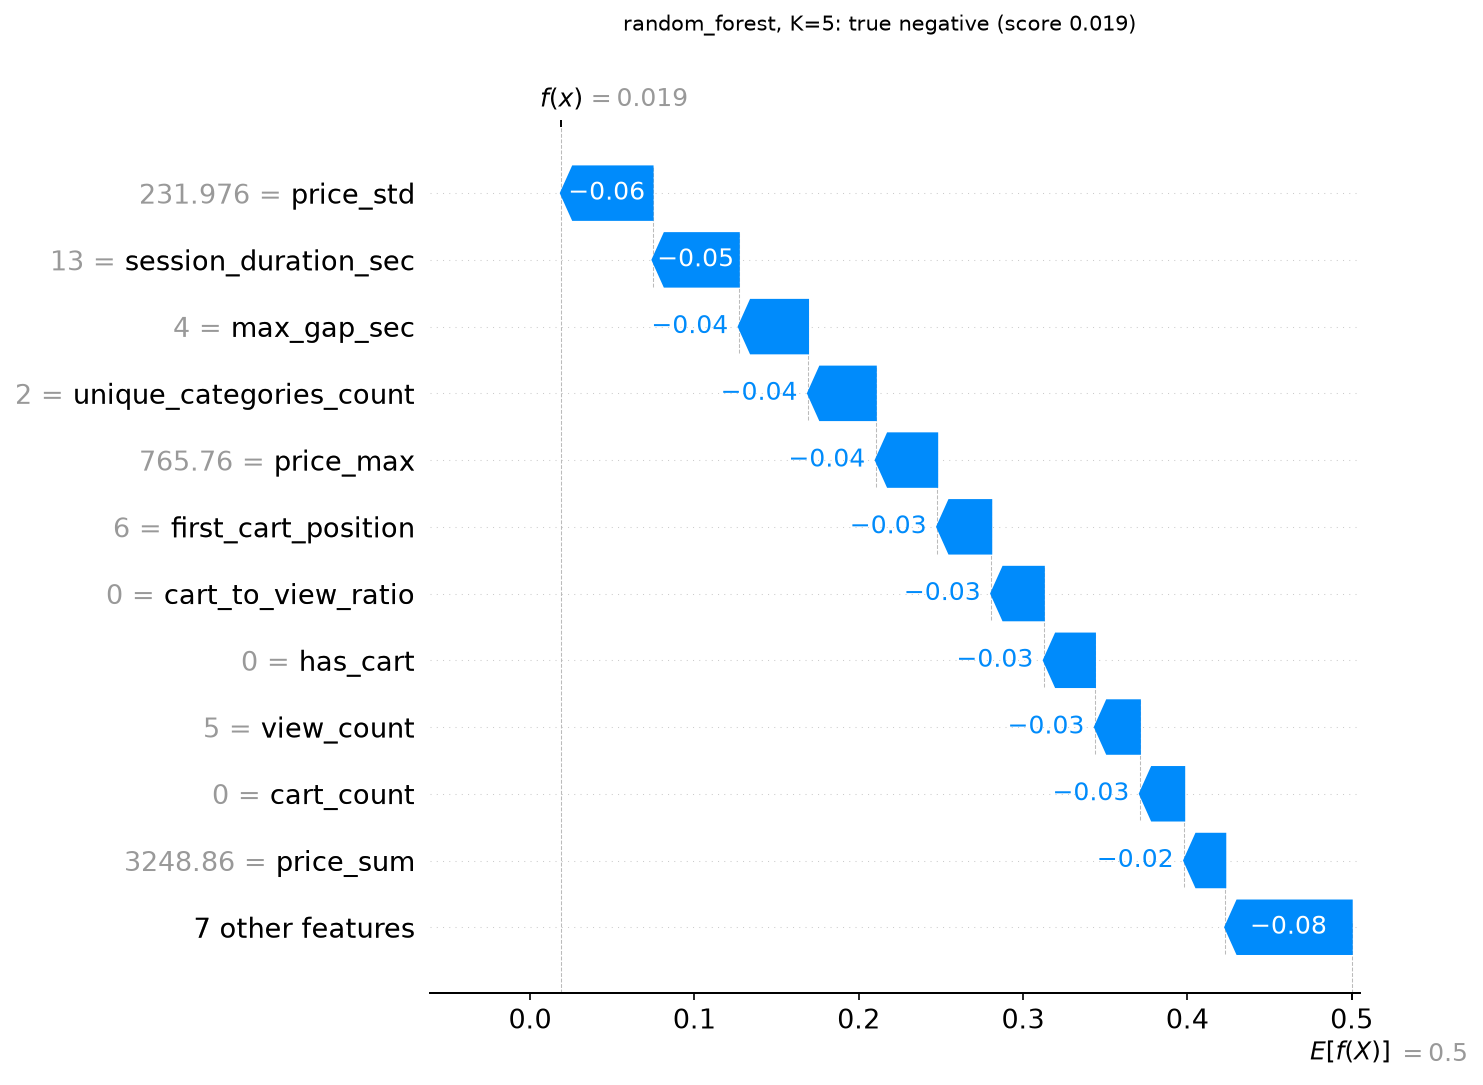 random_forest, K=5: true negative (score 0.019)
f(x) = 0.019
231.976 = price_std −0.06
13 = session_duration_sec −0.05
4 = max_gap_sec −0.04
2 = unique_categories_count −0.04
765.76 = price_max −0.04
6 = first_cart_position −0.03
0 = cart_to_view_ratio −0.03
0 = has_cart −0.03
5 = view_count −0.03
0 = cart_count −0.03
3248.86 = price_sum −0.02
7 other features −0.08
0.0 0.1 0.2 0.3 0.4 0.5
E[f(X)] = 0.5